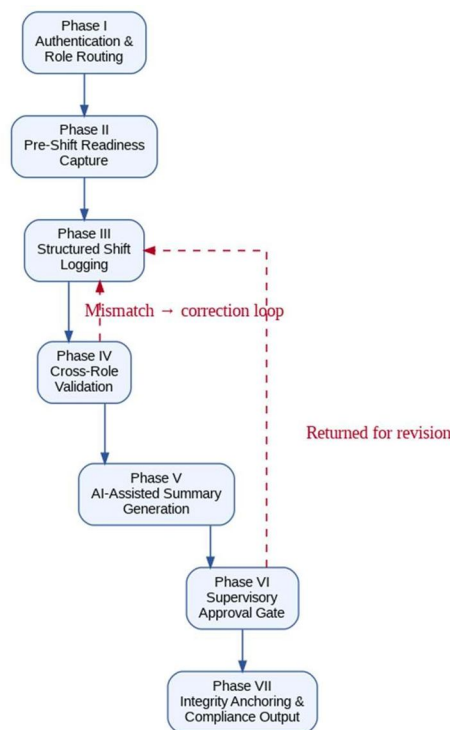 Phase I
Authentication &
Role Routing
Phase II
Pre-Shift Readiness
Capture
Phase III
Structured Shift
Logging
Mismatch → correction loop
Phase IV
Cross-Role
Validation
Returned for revision
Phase V
AI-Assisted Summary
Generation
Phase VI
Supervisory
Approval Gate
Phase VII
Integrity Anchoring &
Compliance Output